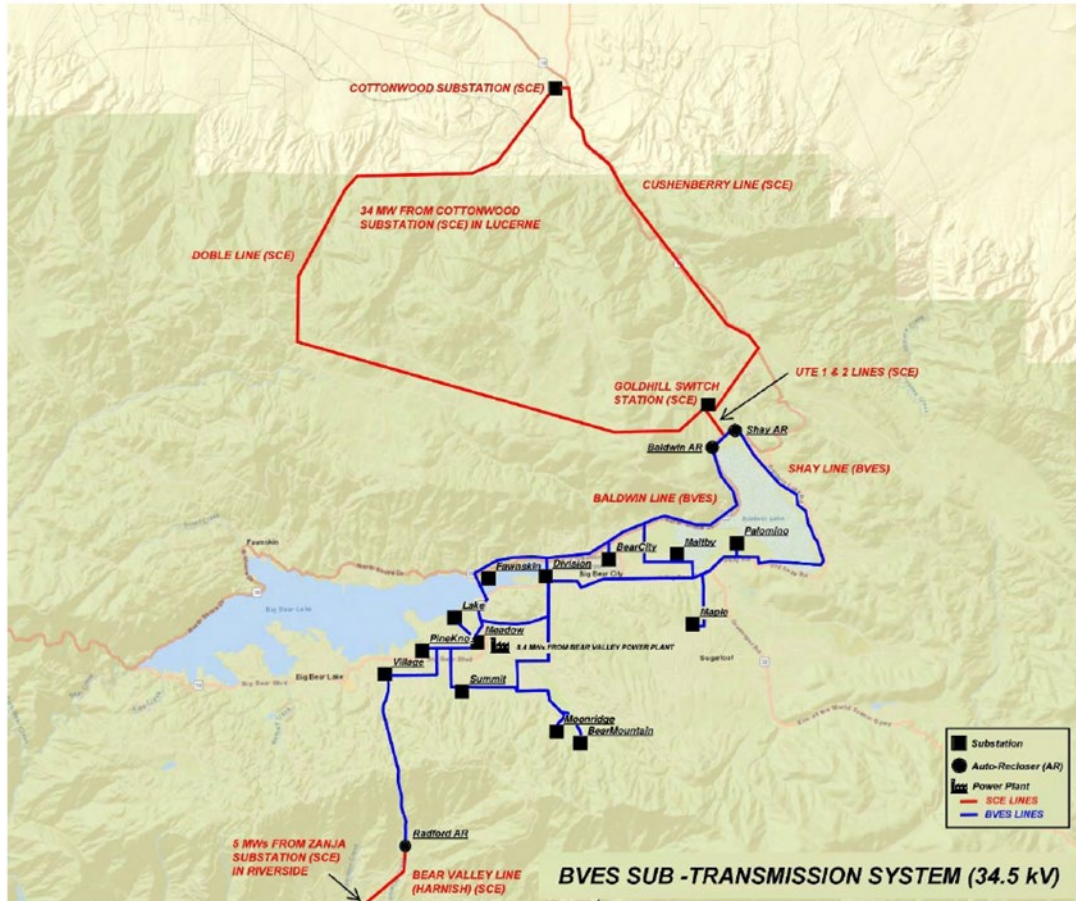 COTTONWOOD SUBSTATION (SCE)
CUSHENBERRY LINE (SCE)
34 MW FROM COTTONWOOD
SUBSTATION (SCE) IN LUCERNE
DOBLE LINE (SCE)
UTE 1 & 2 LINES (SCE)
GOLDHILL SWITCH
STATION (SCE)
Shay AR
Baldwin AR
SHAY LINE (BVES)
BALDWIN LINE (BVES)
Baldwin Lake
Palomino
Maltby
BearCity
Fawnskin
Fawnskin
Division
Big Bear City
Big Bear Lake
Lake
Maple
Meadow
PineKno
8.4 MWs FROM BEAR VALLEY POWER PLANT
Sugarloaf
Village
Big Bear Lake
Summit
Moonridge
BearMountain
Substation
Auto-Recloser (AR)
Power Plant
SCE LINES
BVES LINES
Radford AR
5 MWs FROM ZANJA
SUBSTATION (SCE)
IN RIVERSIDE
BEAR VALLEY LINE
(HARNISH) (SCE)
BVES SUB -TRANSMISSION SYSTEM (34.5 kV)